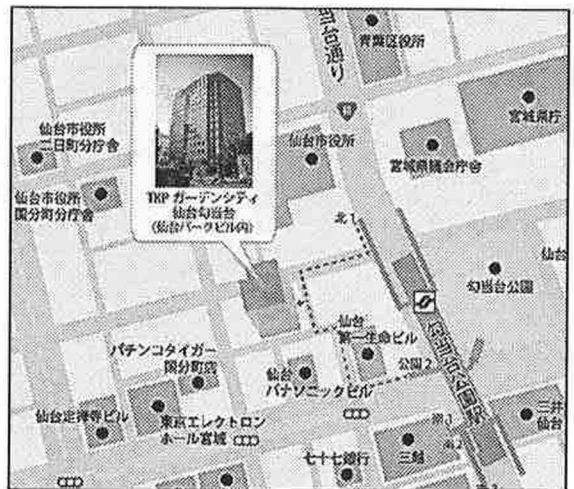 勾当台通り
青葉区役所
宮城県庁
仙台市役所
二日町分庁舎
仙台市役所
宮城県議会庁舎
仙台市役所
国分町分庁舎
TKP ガーデンシティ
仙台勾当台
(仙台パークビル内)
北1
仙台
勾当台公園
勾当台公園駅
パチンコタイガー
国分町店
仙台
第一生命ビル
公園2
仙台
パナソニックビル
仙台定禅寺ビル
東京エレクトロン
ホール宮城
南1
南2
三井
仙台
七十七銀行
三越